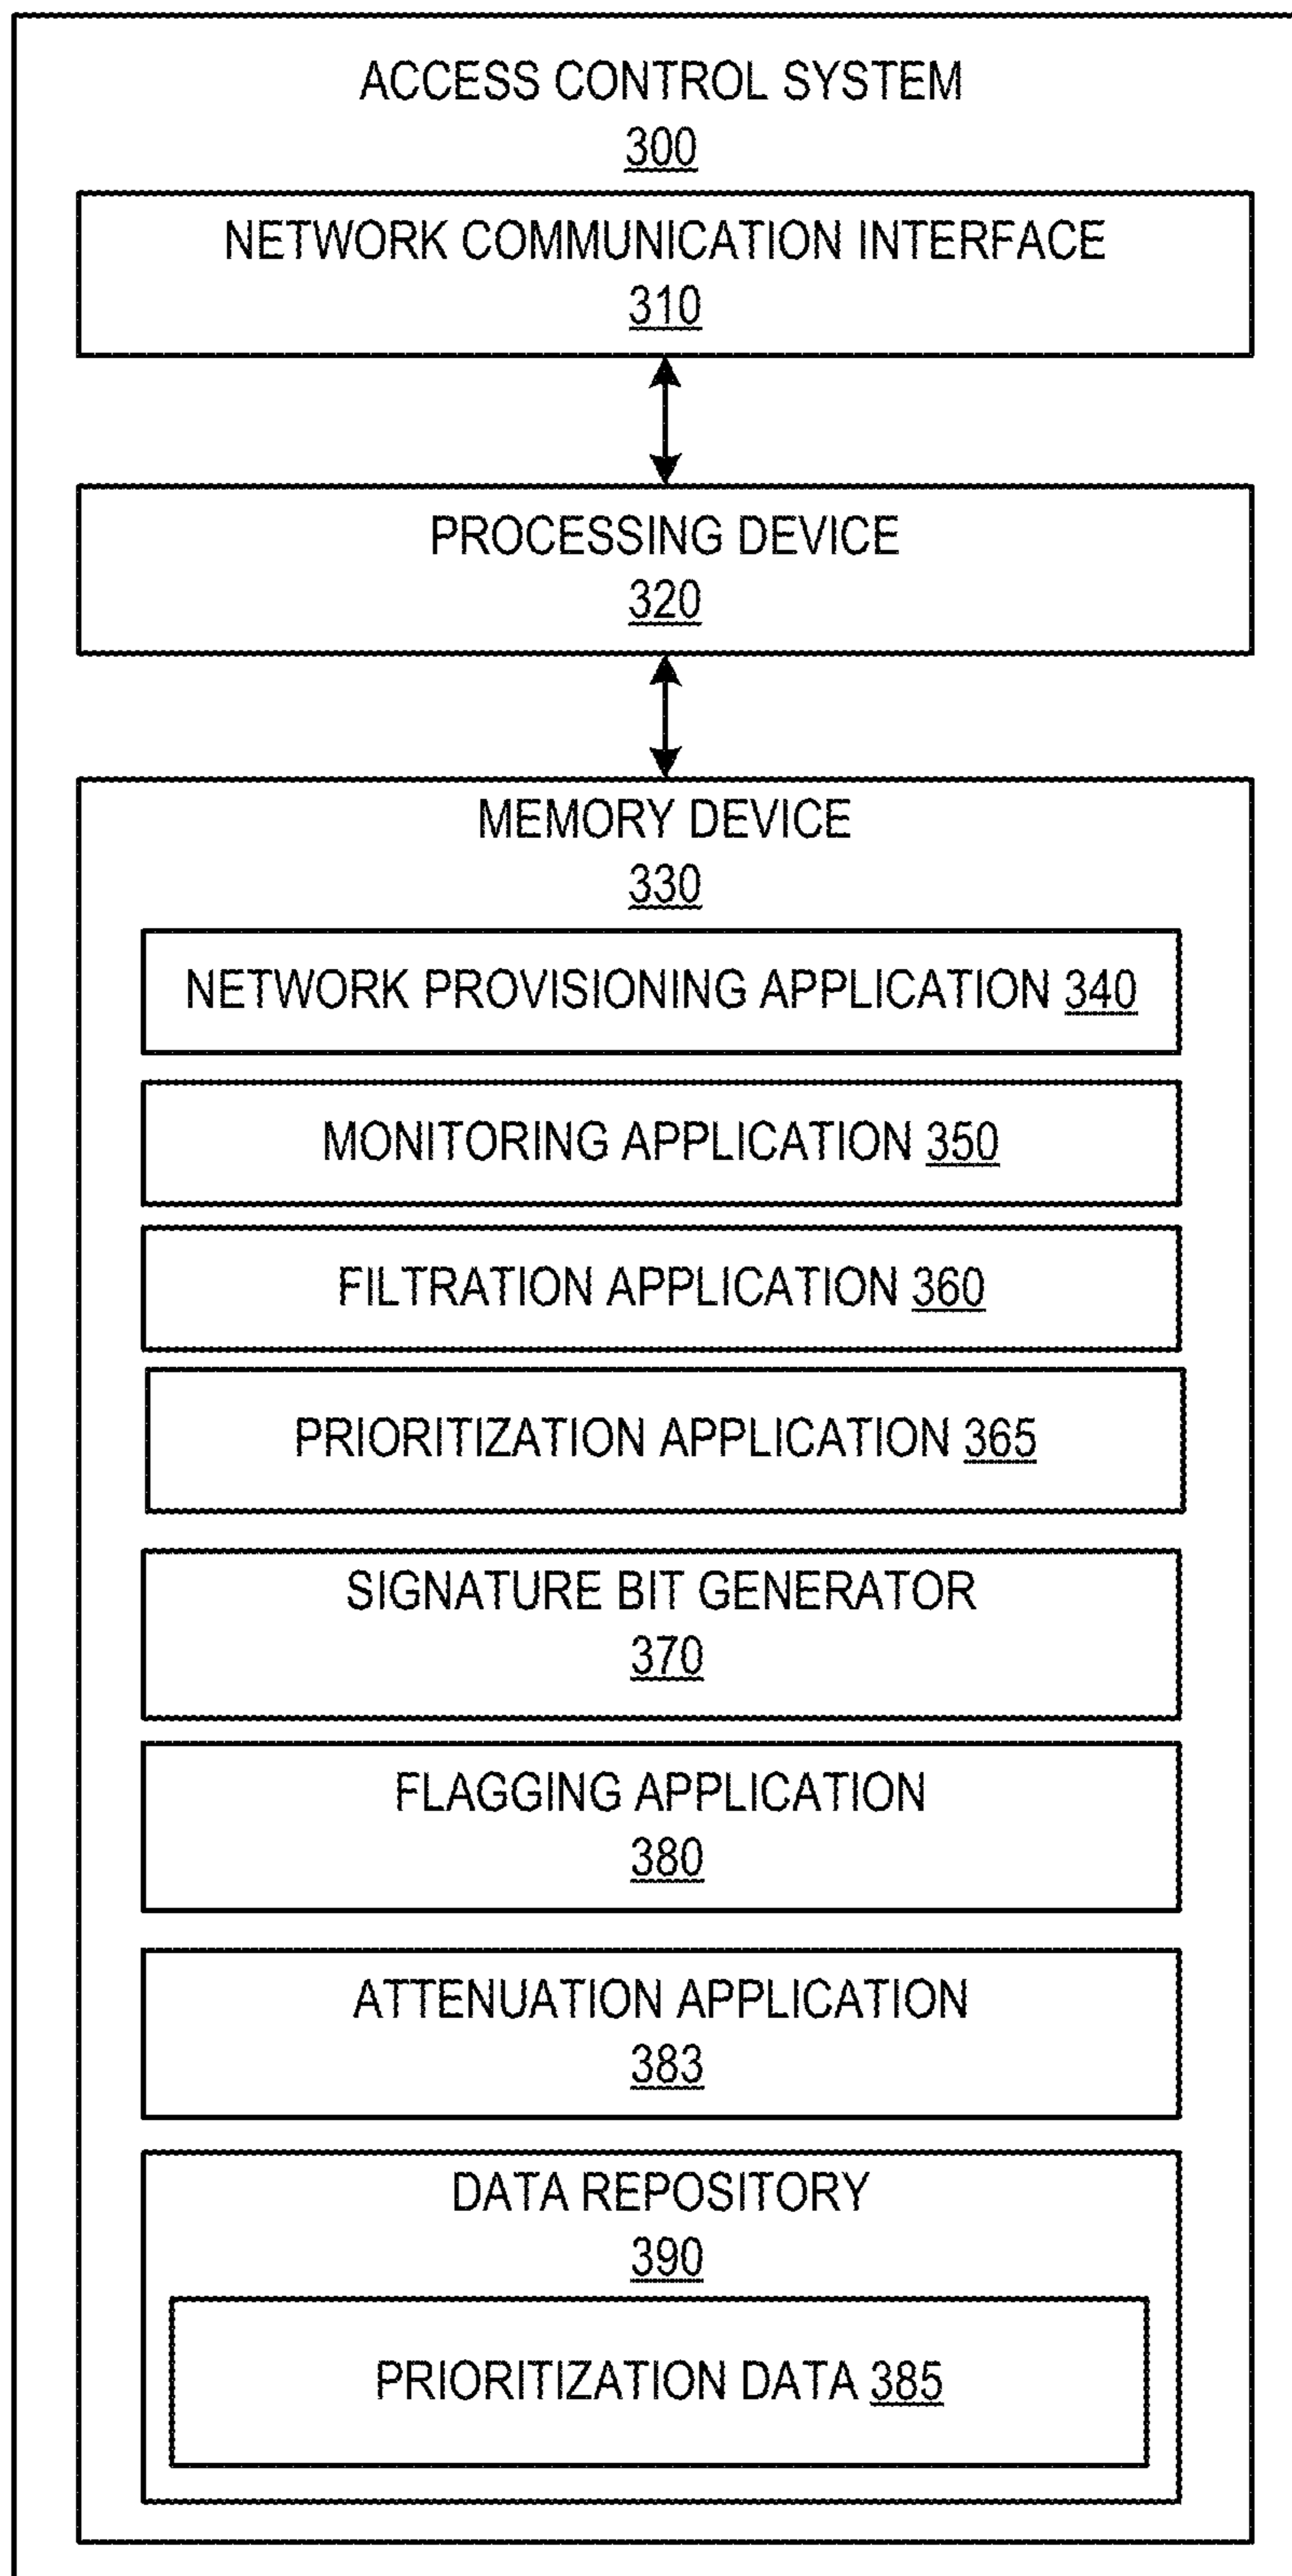 ACCESS CONTROL SYSTEM
300
NETWORK COMMUNICATION INTERFACE
310
PROCESSING DEVICE
320
MEMORY DEVICE
330
NETWORK PROVISIONING APPLICATION 340
MONITORING APPLICATION 350
FILTRATION APPLICATION 360
PRIORITIZATION APPLICATION 365
SIGNATURE BIT GENERATOR
370
FLAGGING APPLICATION
380
ATTENUATION APPLICATION
383
DATA REPOSITORY
390
PRIORITIZATION DATA 385